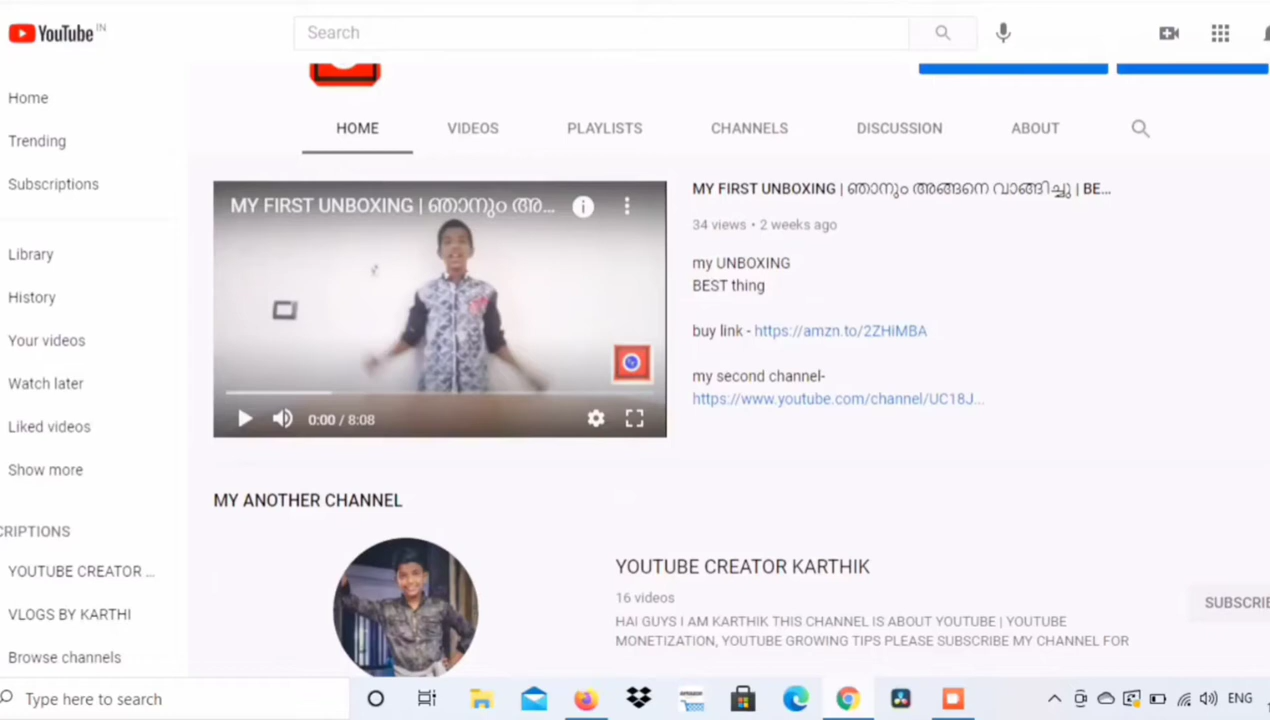 YouTube IN
Search
Home
Trending
Subscriptions
Library
History
Your videos
Watch later
Liked videos
Show more
CRIPTIONS
YOUTUBE CREATOR ...
VLOGS BY KARTHI
Browse channels
HOME VIDEOS PLAYLISTS CHANNELS DISCUSSION ABOUT
MY FIRST UNBOXING | ഞാനും അ...
0:00 / 8:08
MY FIRST UNBOXING | ഞാനും അങ്ങനെ വാങ്ങിച്ചു | BE...
34 views • 2 weeks ago
my UNBOXING
BEST thing
buy link - https://amzn.to/2ZHiMBA
my second channel-
https://www.youtube.com/channel/UC18J...
MY ANOTHER CHANNEL
YOUTUBE CREATOR KARTHIK
16 videos
HAI GUYS I AM KARTHIK THIS CHANNEL IS ABOUT YOUTUBE | YOUTUBE
MONETIZATION, YOUTUBE GROWING TIPS PLEASE SUBSCRIBE MY CHANNEL FOR
SUBSCRIBE
Type here to search
amazon
ENG